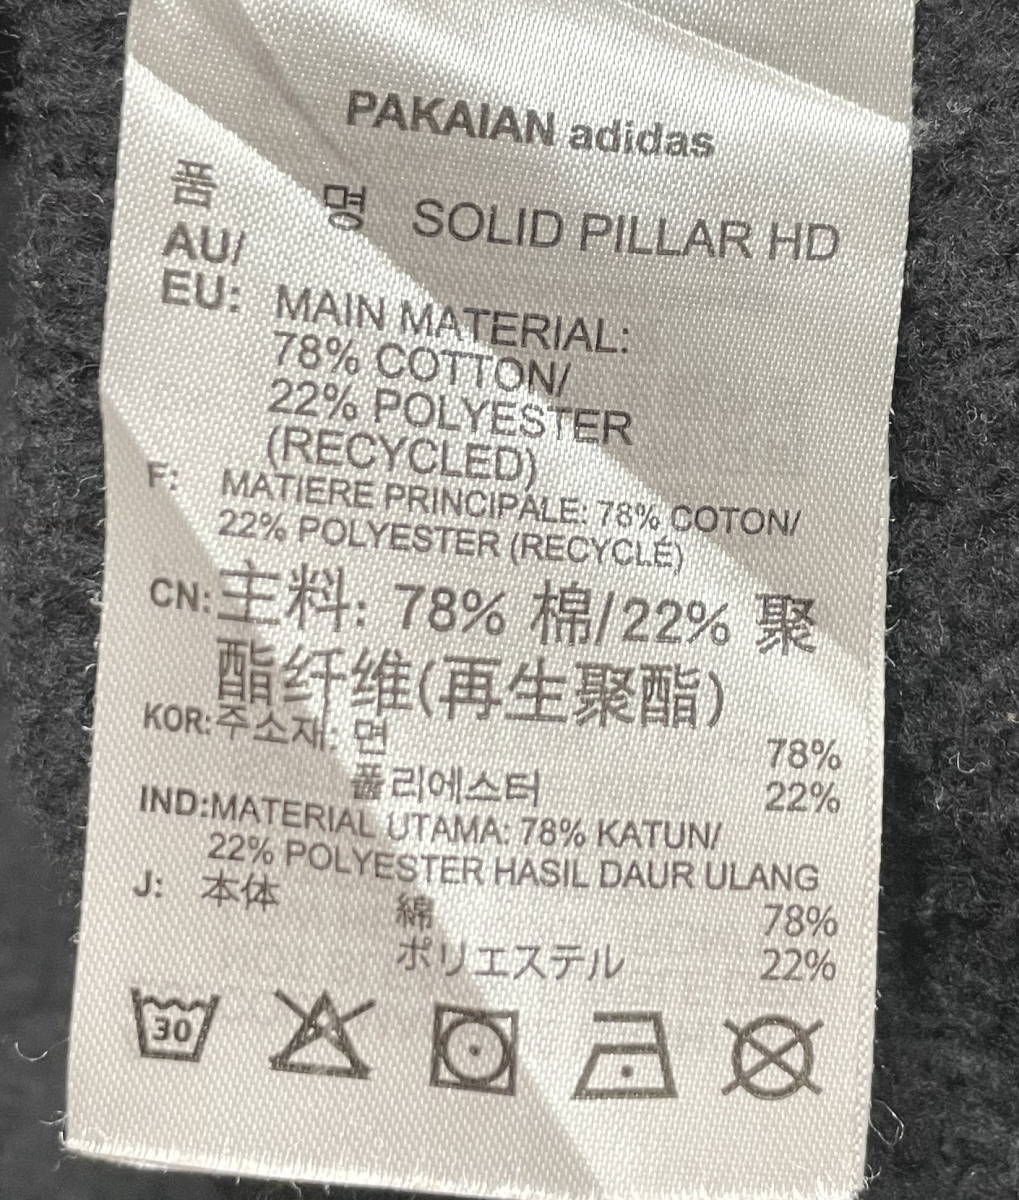 PAKAIAN adidas
품 명 SOLID PILLAR HD
AU/
EU: MAIN MATERIAL:
78% COTTON/
22% POLYESTER
(RECYCLED)
F: MATIERE PRINCIPALE: 78% COTON/
22% POLYESTER (RECYCLÉ)
CN: 主料: 78% 棉/22% 聚
酯纤维(再生聚酯)
KOR: 주소재: 면 78%
폴리에스터 22%
IND: MATERIAL UTAMA: 78% KATUN/
22% POLYESTER HASIL DAUR ULANG
J: 本体 綿 78%
ポリエステル 22%
30